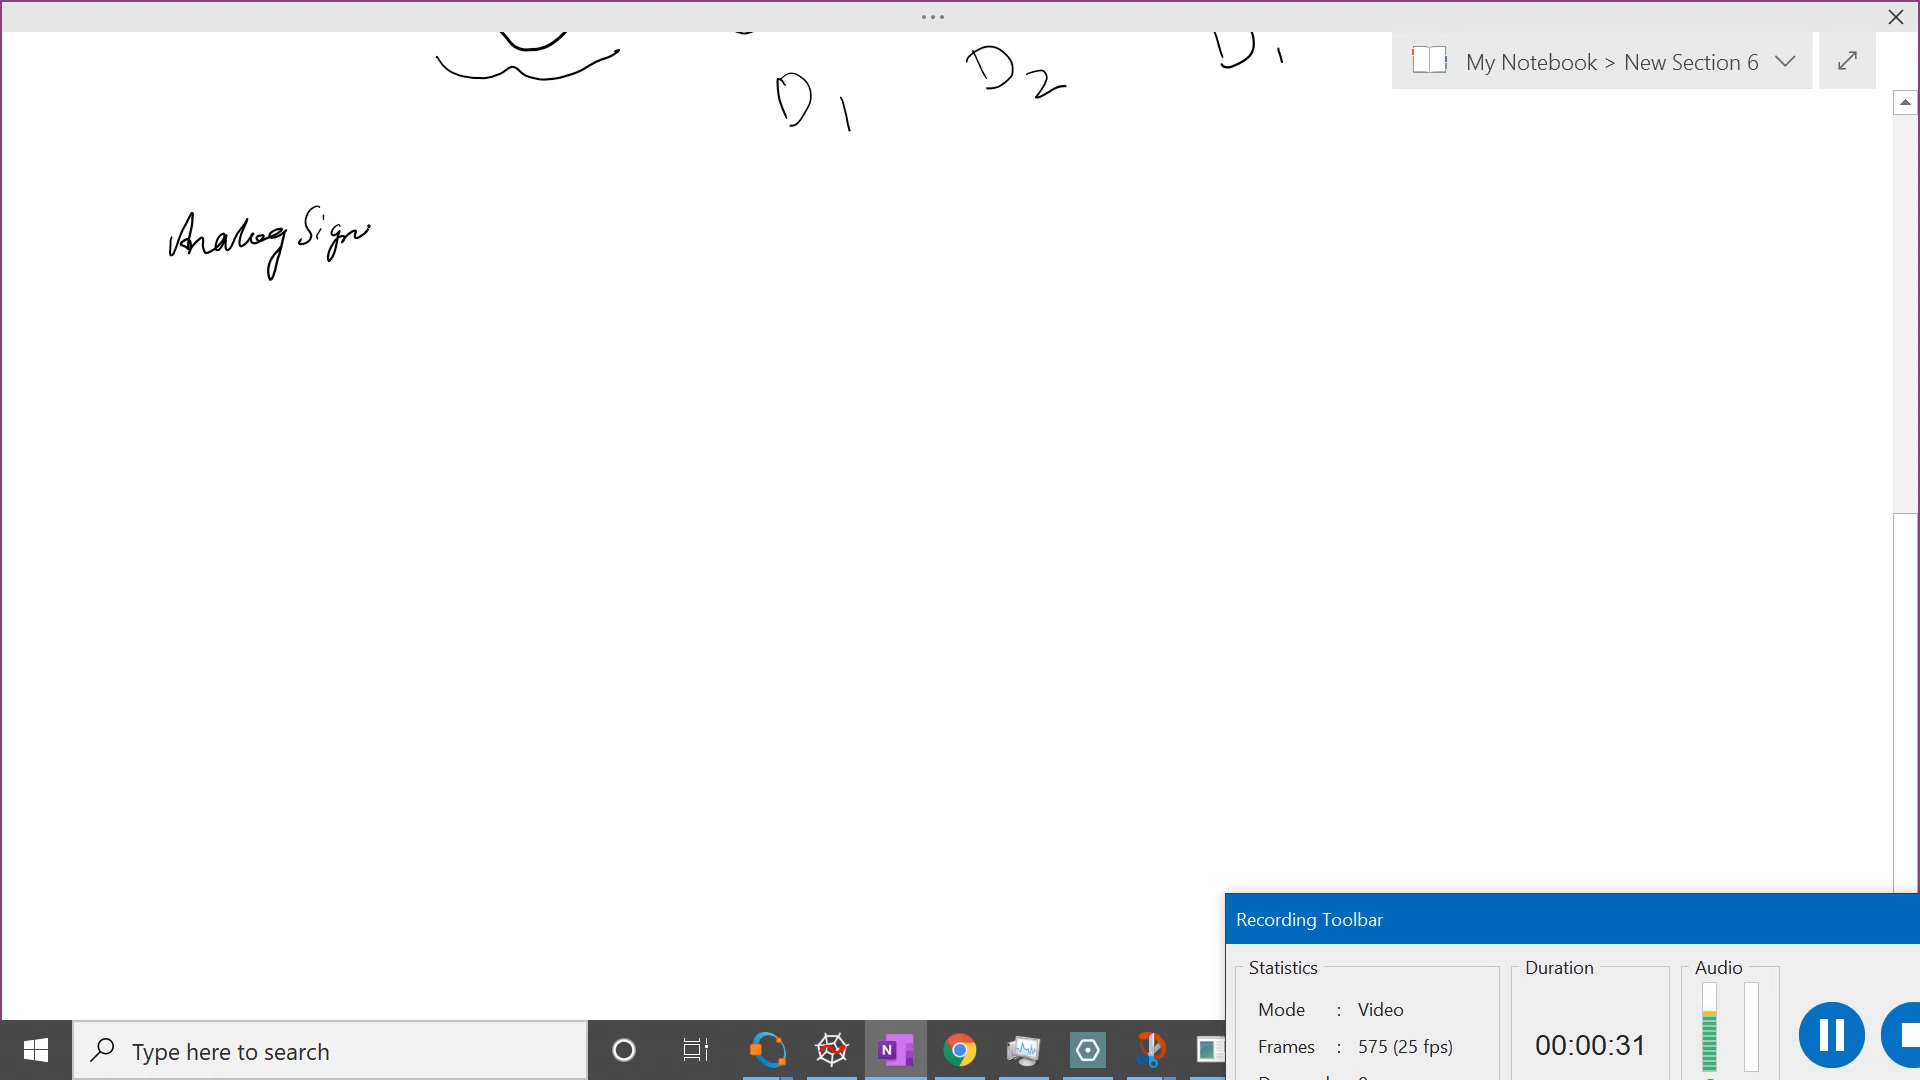 My Notebook > New Section 6
D1
D2
D1
Analog Sign
Recording Toolbar
Statistics
Duration
Audio
Mode : Video
Frames : 575 (25 fps)
00:00:31
Type here to search